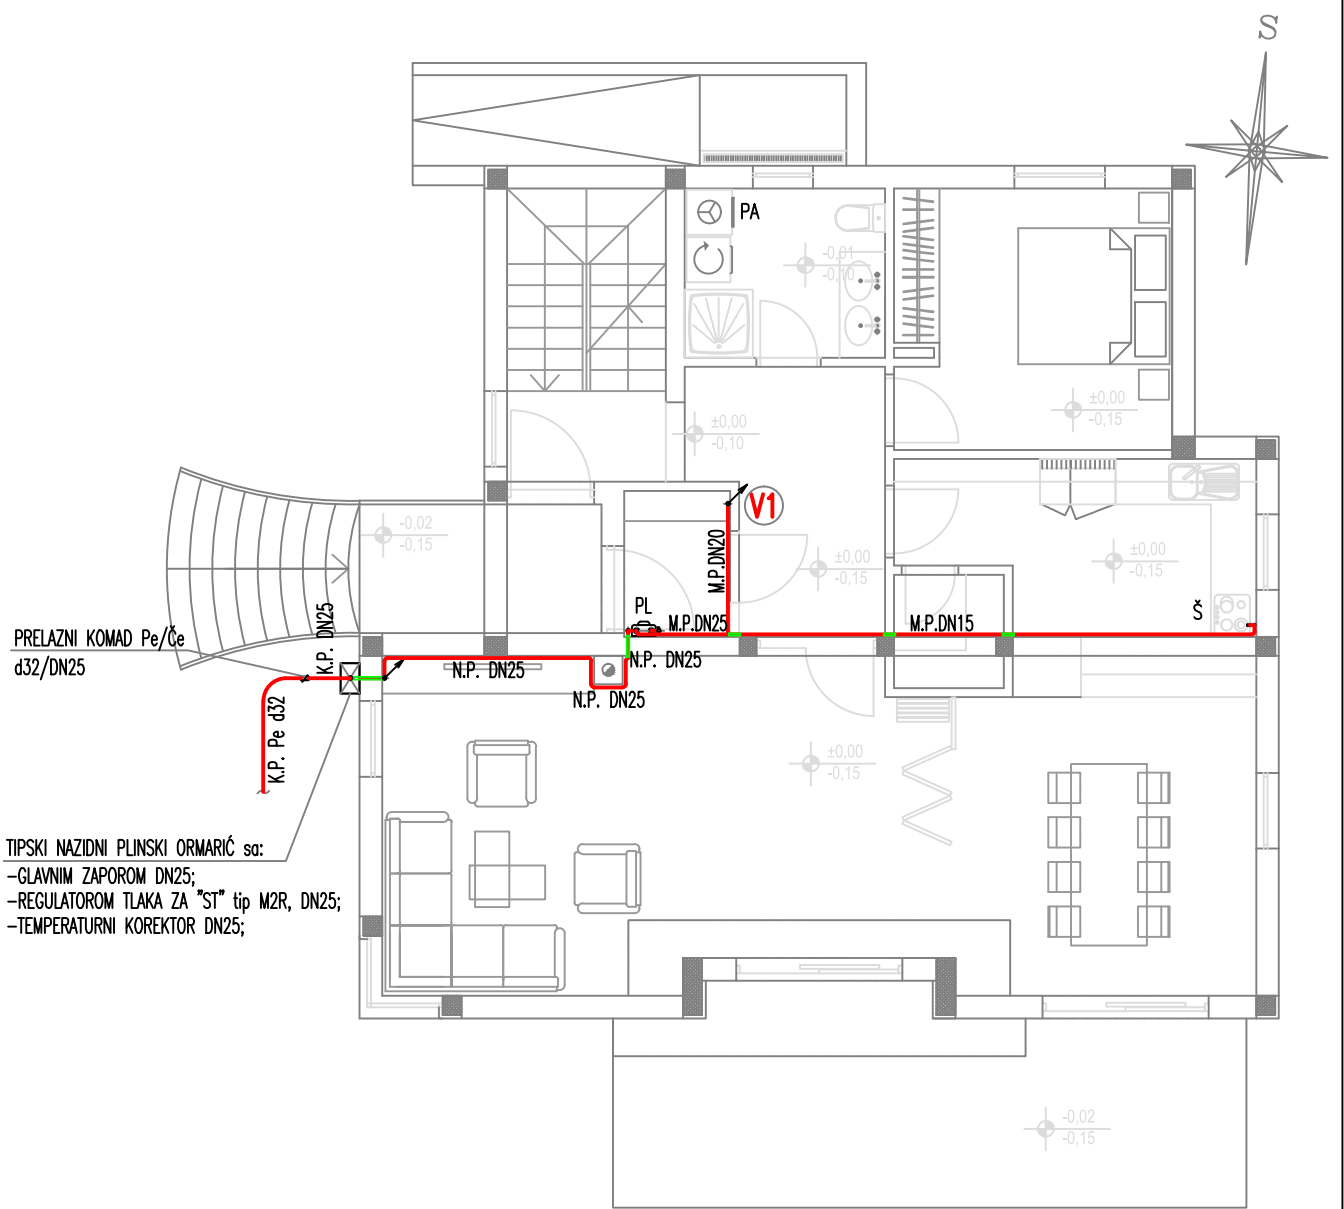 S
PA
-0,01
-0,10
±0,00
-0,15
±0,00
-0,10
V1
-0,02
-0,15
M.P.DN20
±0,00
-0,15
±0,00
-0,15
Š
PL
M.P.DN25
M.P.DN15
K.P. DN25
PRELAZNI KOMAD Pe/Če
d32/DN25
N.P. DN25
N.P. DN25
N.P. DN25
K.P. Pe d32
±0,00
-0,15
TIPSKI NAZIDNI PLINSKI ORMARIĆ sa:
-GLAVNIM ZAPOROM DN25;
-REGULATOROM TLAKA ZA "ST" tip M2R, DN25;
-TEMPERATURNI KOREKTOR DN25;
-0,02
-0,15